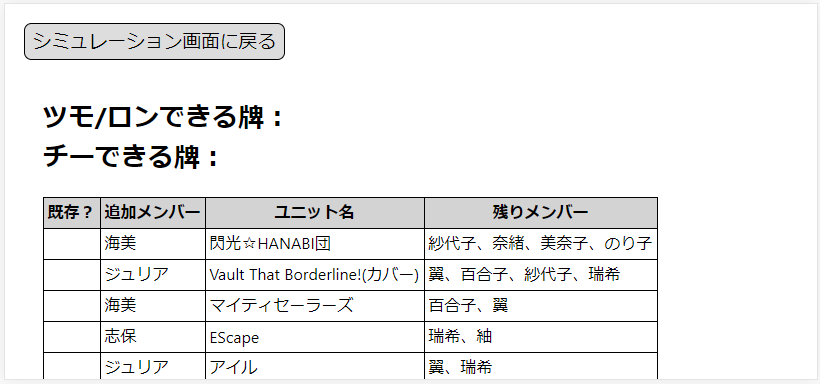 シミュレーション画面に戻る
ツモ/ロンできる牌：
チーできる牌：
既存？ 追加メンバー ユニット名 残りメンバー
海美 閃光☆HANABI団 紗代子、奈緒、美奈子、のり子
ジュリア Vault That Borderline!(カバー) 翼、百合子、紗代子、瑞希
海美 マイティセーラーズ 百合子、翼
志保 EScape 瑞希、紬
ジュリア アイル 翼、瑞希